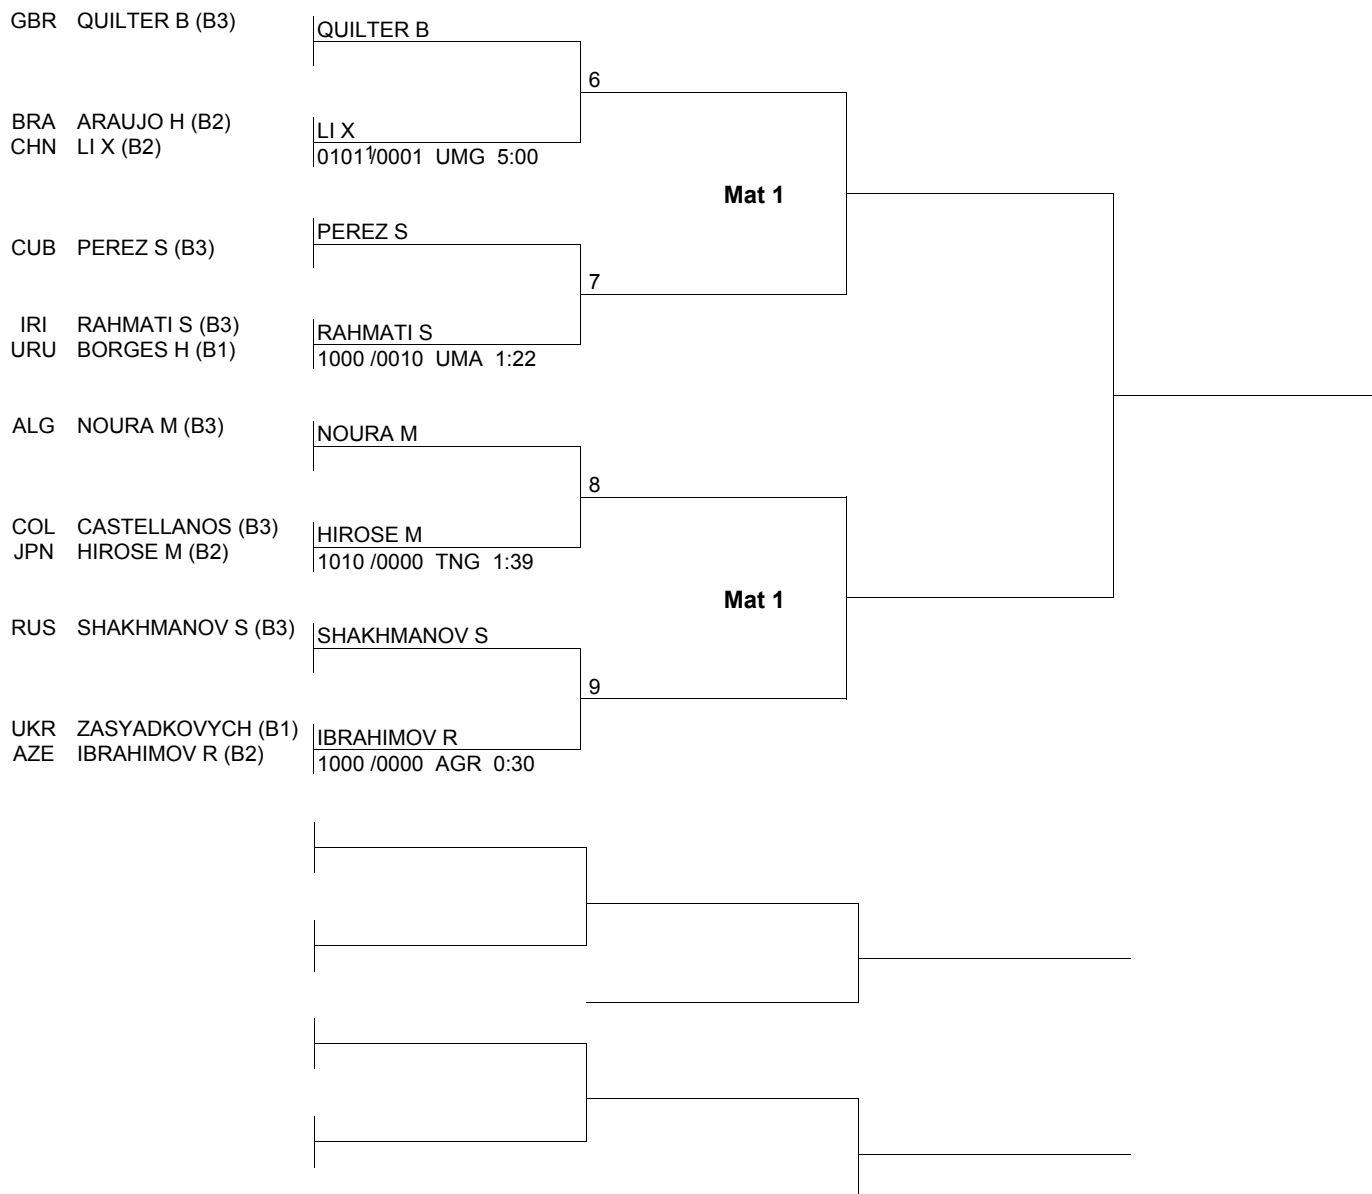 GBR QUILTER B (B3)
QUILTER B
6
BRA ARAUJO H (B2)
CHN LI X (B2)
LI X
0101¹/0001 UMG 5:00
Mat 1
PEREZ S
CUB PEREZ S (B3)
7
IRI RAHMATI S (B3)
URU BORGES H (B1)
RAHMATI S
1000 /0010 UMA 1:22
ALG NOURA M (B3)
NOURA M
8
COL CASTELLANOS (B3)
JPN HIROSE M (B2)
HIROSE M
1010 /0000 TNG 1:39
Mat 1
RUS SHAKHMANOV S (B3)
SHAKHMANOV S
9
UKR ZASYADKOVYCH (B1)
AZE IBRAHIMOV R (B2)
IBRAHIMOV R
1000 /0000 AGR 0:30